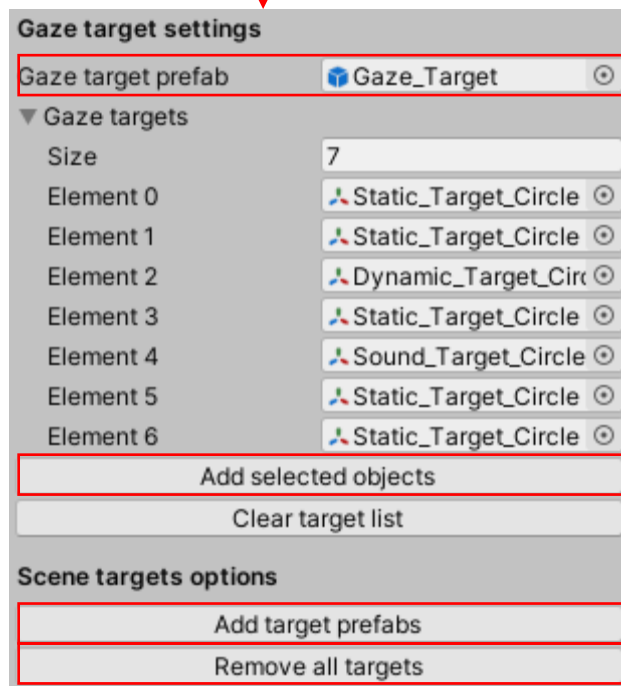 Gaze target settings
Gaze target prefab Gaze_Target
Gaze targets
Size 7
Element 0 Static_Target_Circle
Element 1 Static_Target_Circle
Element 2 Dynamic_Target_Circ
Element 3 Static_Target_Circle
Element 4 Sound_Target_Circle
Element 5 Static_Target_Circle
Element 6 Static_Target_Circle
Add selected objects
Clear target list
Scene targets options
Add target prefabs
Remove all targets